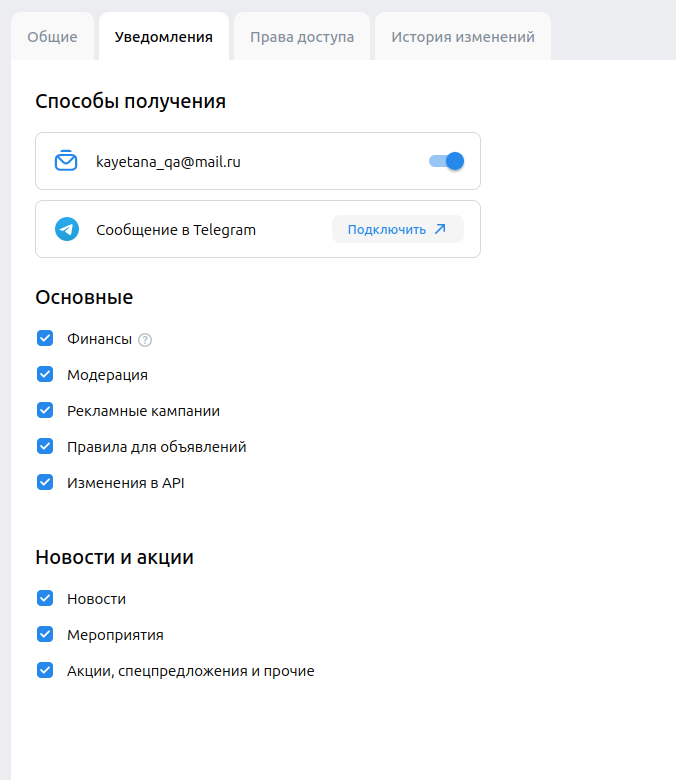 Общие Уведомления Права доступа История изменений
Способы получения
kayetana_qa@mail.ru
Сообщение в Telegram Подключить
Основные
Финансы ?
Модерация
Рекламные кампании
Правила для объявлений
Изменения в API
Новости и акции
Новости
Мероприятия
Акции, спецпредложения и прочие